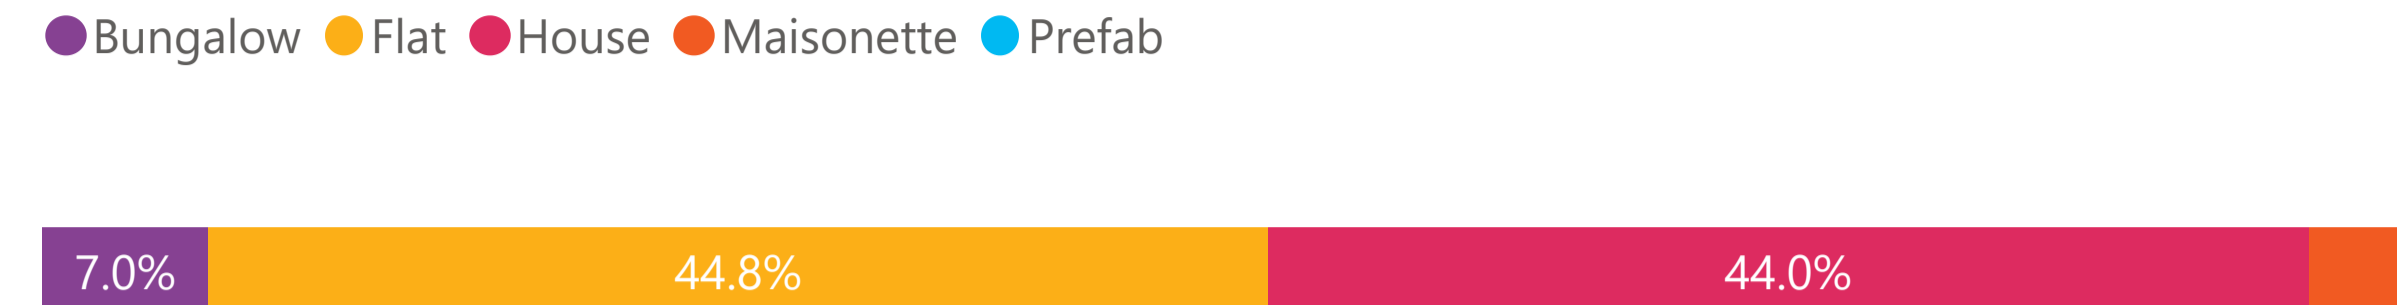 Bungalow Flat House Maisonette Prefab
7.0% 44.8% 44.0%